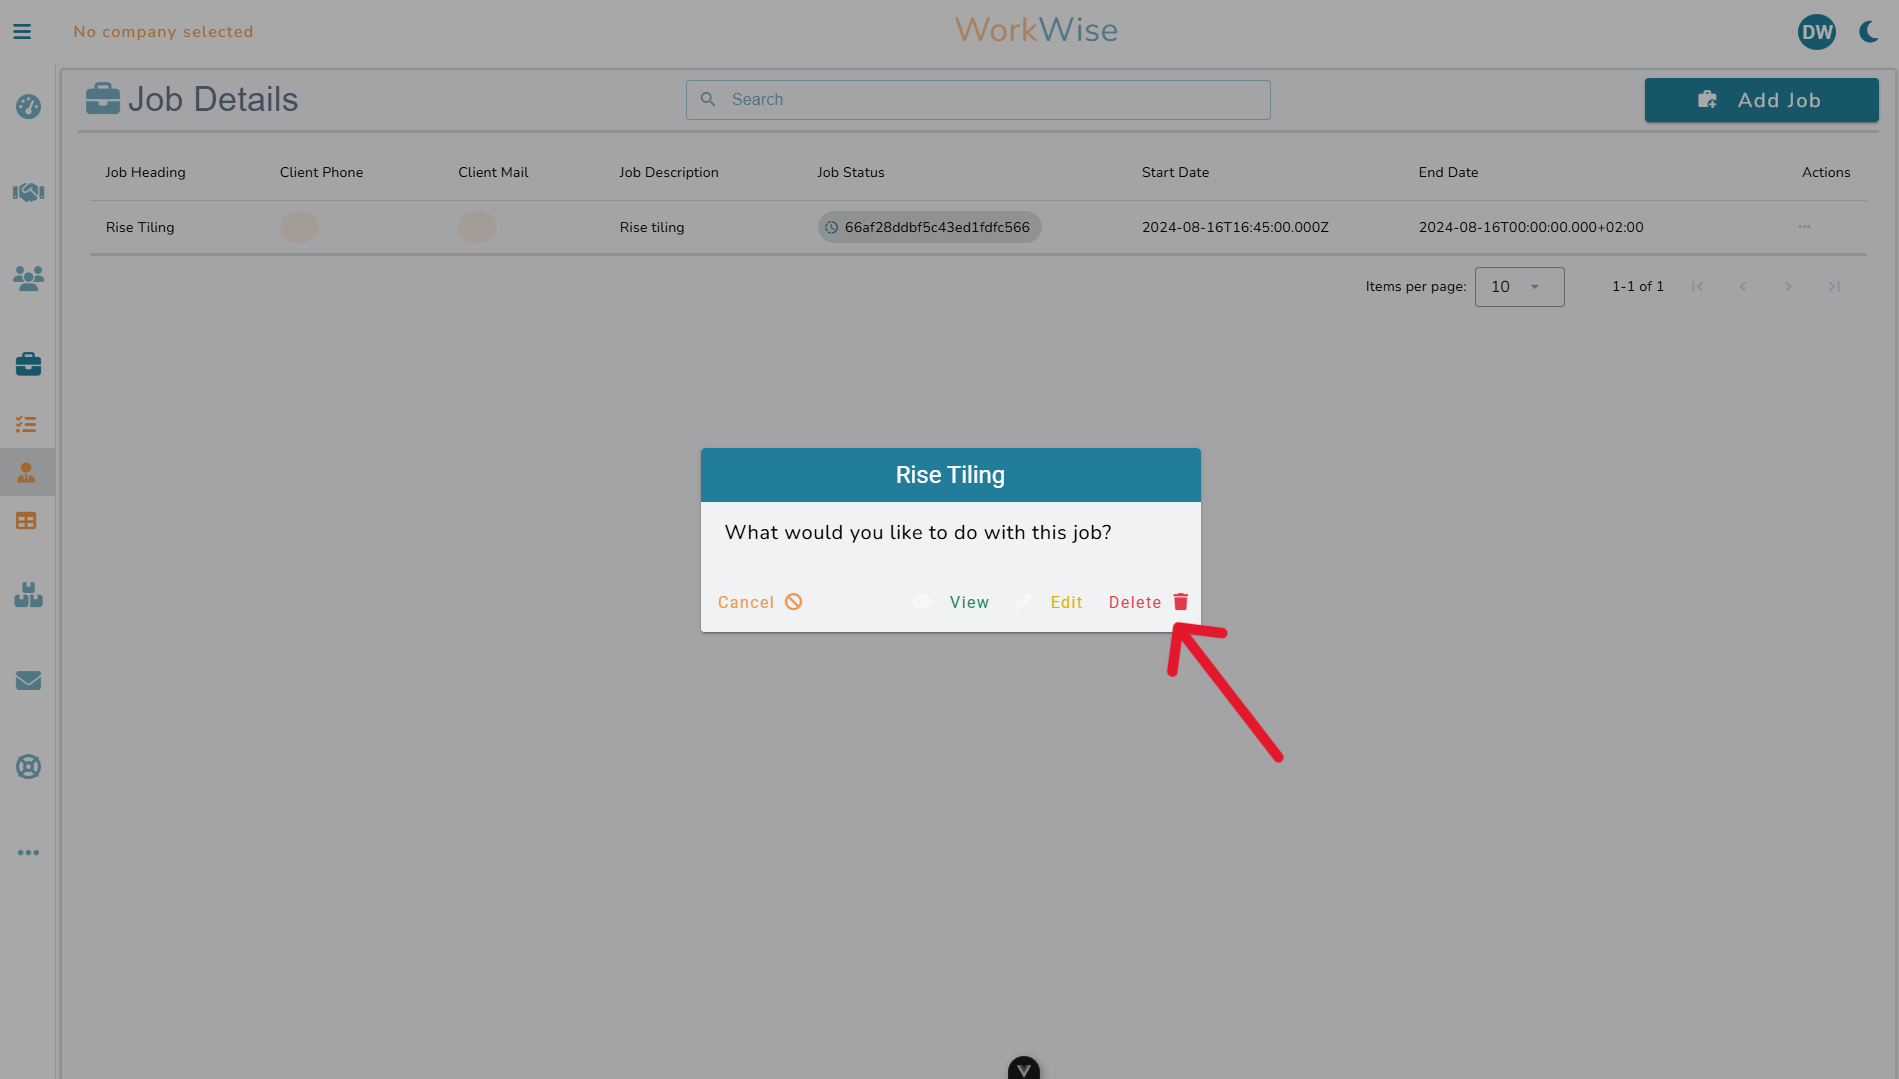 No company selected
WorkWise
DW
Job Details
Search
Add Job
Job Heading Client Phone Client Mail Job Description Job Status Start Date End Date Actions
Rise Tiling Rise tiling 66af28ddbf5c43ed1fdfc566 2024-08-16T16:45:00.000Z 2024-08-16T00:00:00.000+02:00
Items per page: 10 1-1 of 1
Rise Tiling
What would you like to do with this job?
Cancel View Edit Delete